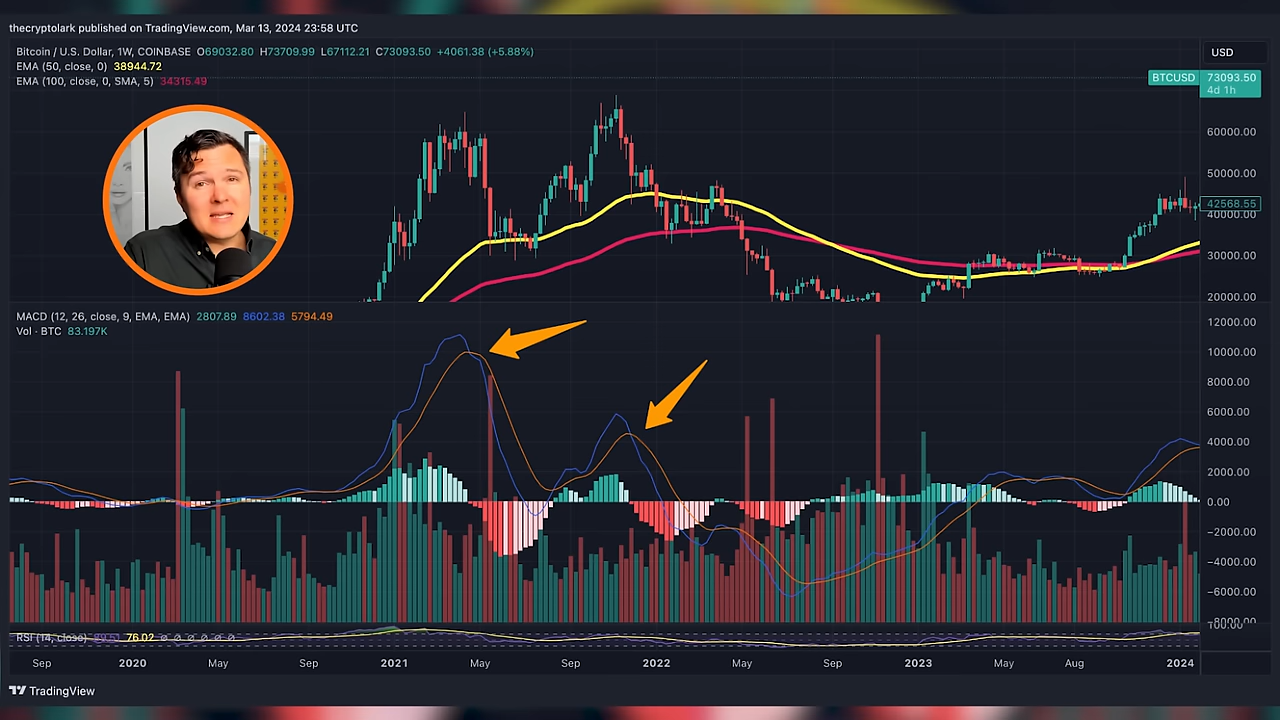 thecryptolark published on TradingView.com, Mar 13, 2024 23:58 UTC
Bitcoin / U.S. Dollar, 1W, COINBASE O69032.80 H73709.99 L67112.21 C73093.50 +4061.38 (+5.88%)
EMA (50, close, 0) 38944.72
EMA (100, close, 0, SMA, 5) 34315.49
USD
BTCUSD 73093.50
4d 1h
60000.00
50000.00
42568.55
40000.00
30000.00
20000.00
MACD (12, 26, close, 9, EMA, EMA) 2807.89 8602.38 5794.49
Vol · BTC 83.197K
12000.00
10000.00
8000.00
6000.00
4000.00
2000.00
0.00
−2000.00
−4000.00
−6000.00
RSI (14, close) 76.02 ∅ ∅ ∅ ∅ ∅ ∅
Sep 2020 May Sep 2021 May Sep 2022 May Sep 2023 May Aug 2024
TradingView